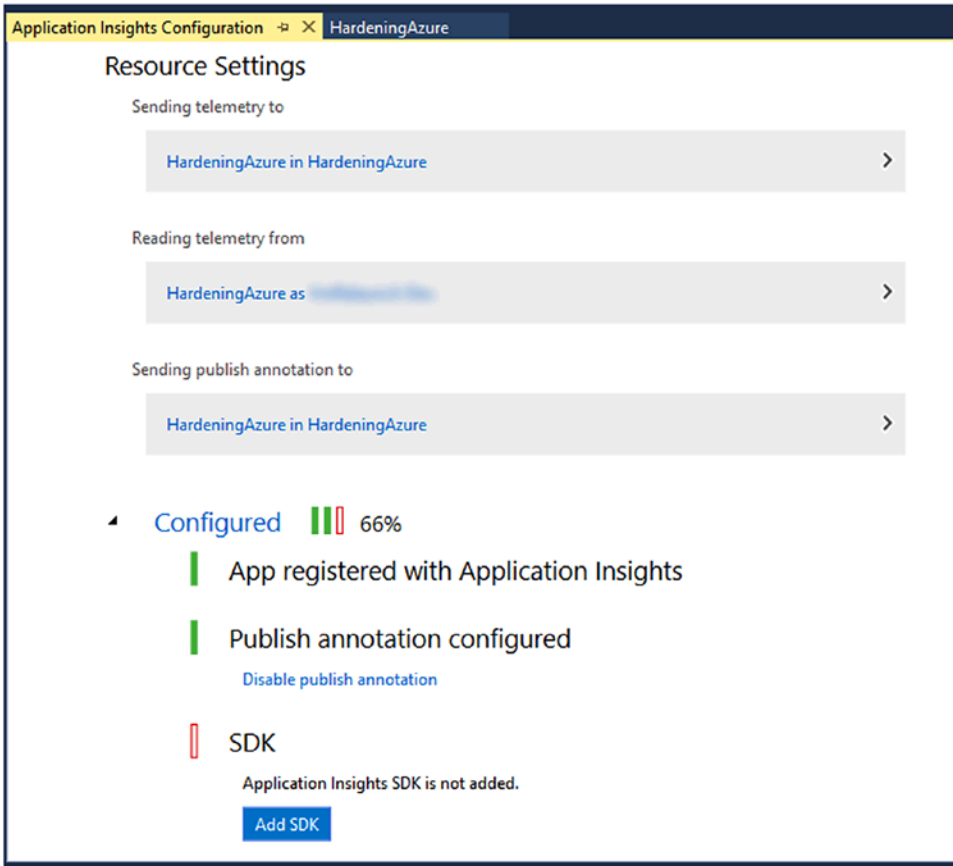 Application Insights Configuration HardeningAzure
Resource Settings
Sending telemetry to
HardeningAzure in HardeningAzure
Reading telemetry from
HardeningAzure as
Sending publish annotation to
HardeningAzure in HardeningAzure
Configured 66%
App registered with Application Insights
Publish annotation configured
Disable publish annotation
SDK
Application Insights SDK is not added.
Add SDK